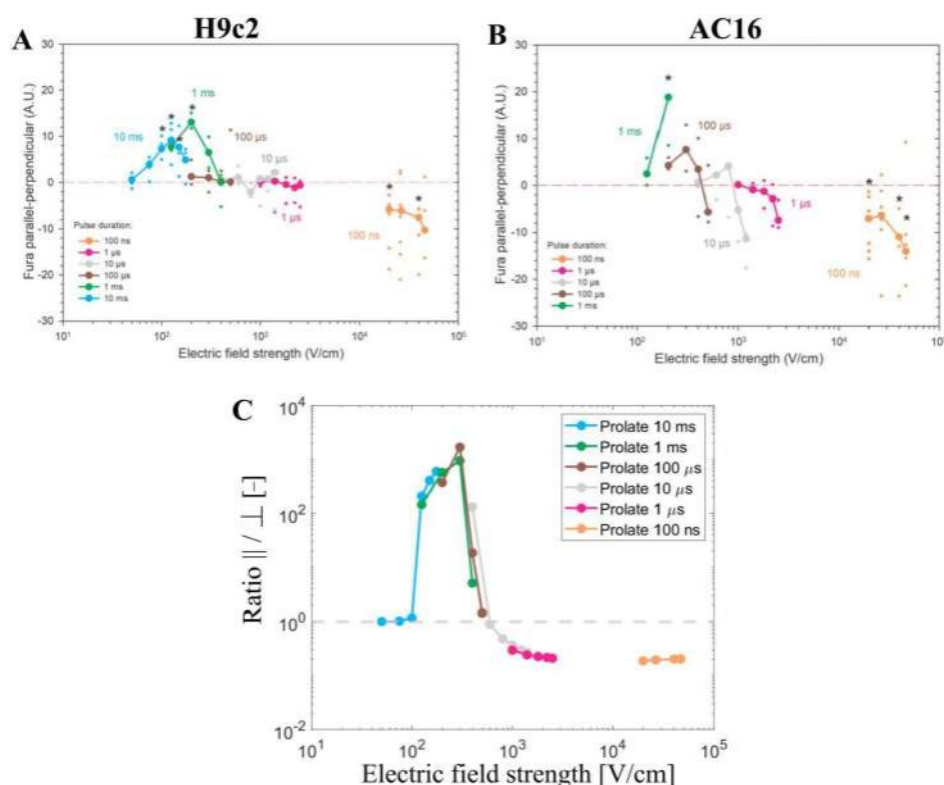 H9c2
AC16
A
Fura parallel-perpendicular (A.U.)
30
20
10
0
-10
-20
-30
10 ms
1 ms
100 μs
10 μs
1 μs
100 ns
* * * * * *
Pulse duration:
100 ns
1 μs
10 μs
100 μs
1 ms
10 ms
10¹ 10² 10³ 10⁴ 10⁵
Electric field strength (V/cm)
B
Fura parallel-perpendicular (A.U.)
30
20
10
0
-10
-20
-30
1 ms
100 μs
10 μs
1 μs
100 ns
* * * *
Pulse duration:
100 ns
1 μs
10 μs
100 μs
1 ms
10¹ 10² 10³ 10⁴ 10⁵
Electric field strength (V/cm)
C
Ratio || / ⊥ [-]
10⁴
10²
10⁰
10⁻²
Prolate 10 ms
Prolate 1 ms
Prolate 100 μs
Prolate 10 μs
Prolate 1 μs
Prolate 100 ns
10¹ 10² 10³ 10⁴ 10⁵
Electric field strength [V/cm]